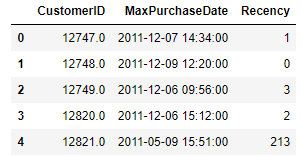 CustomerID MaxPurchaseDate Recency
0 12747.0 2011-12-07 14:34:00 1
1 12748.0 2011-12-09 12:20:00 0
2 12749.0 2011-12-06 09:56:00 3
3 12820.0 2011-12-06 15:12:00 2
4 12821.0 2011-05-09 15:51:00 213